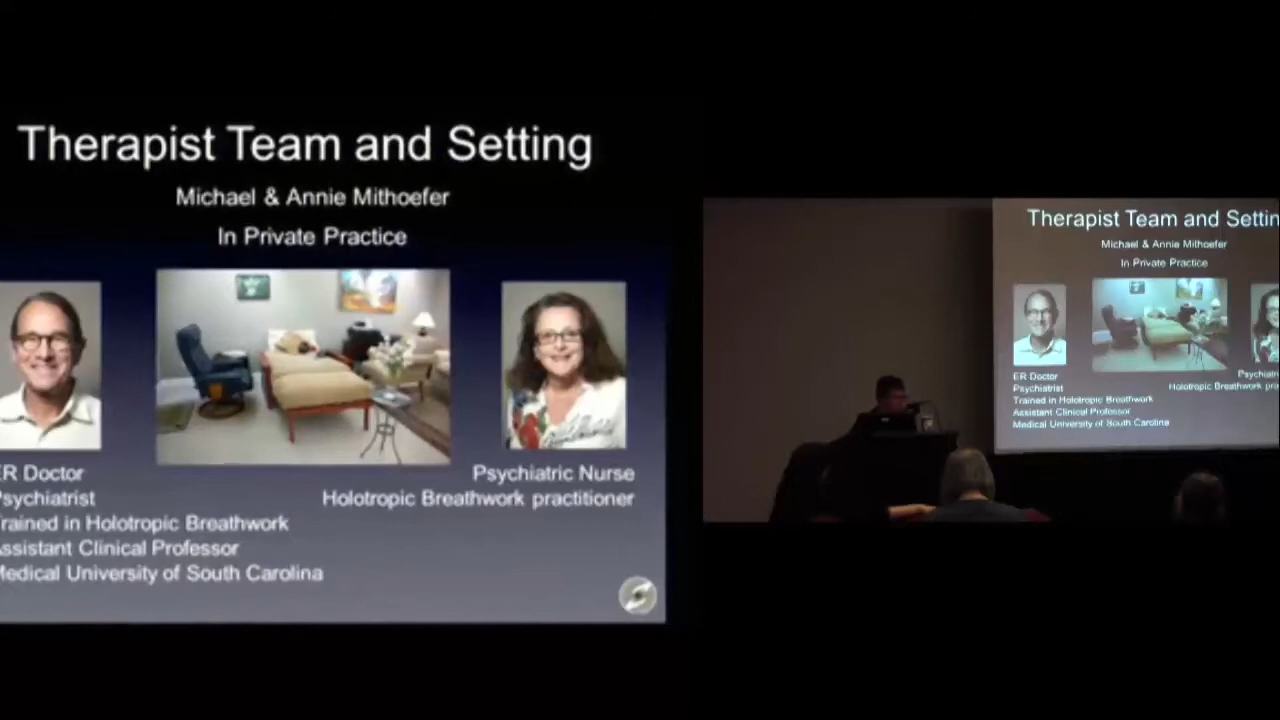 Therapist Team and Setting
Michael & Annie Mithoefer
In Private Practice
ER Doctor
Psychiatrist
Trained in Holotropic Breathwork
Assistant Clinical Professor
Medical University of South Carolina
Psychiatric Nurse
Holotropic Breathwork practitioner
Therapist Team and Settin
Michael & Annie Mithoefer
In Private Practice
ER Doctor
Psychiatrist
Trained in Holotropic Breathwork
Assistant Clinical Professor
Medical University of South Carolina
Psychiatri
Holotropic Breathwork pra